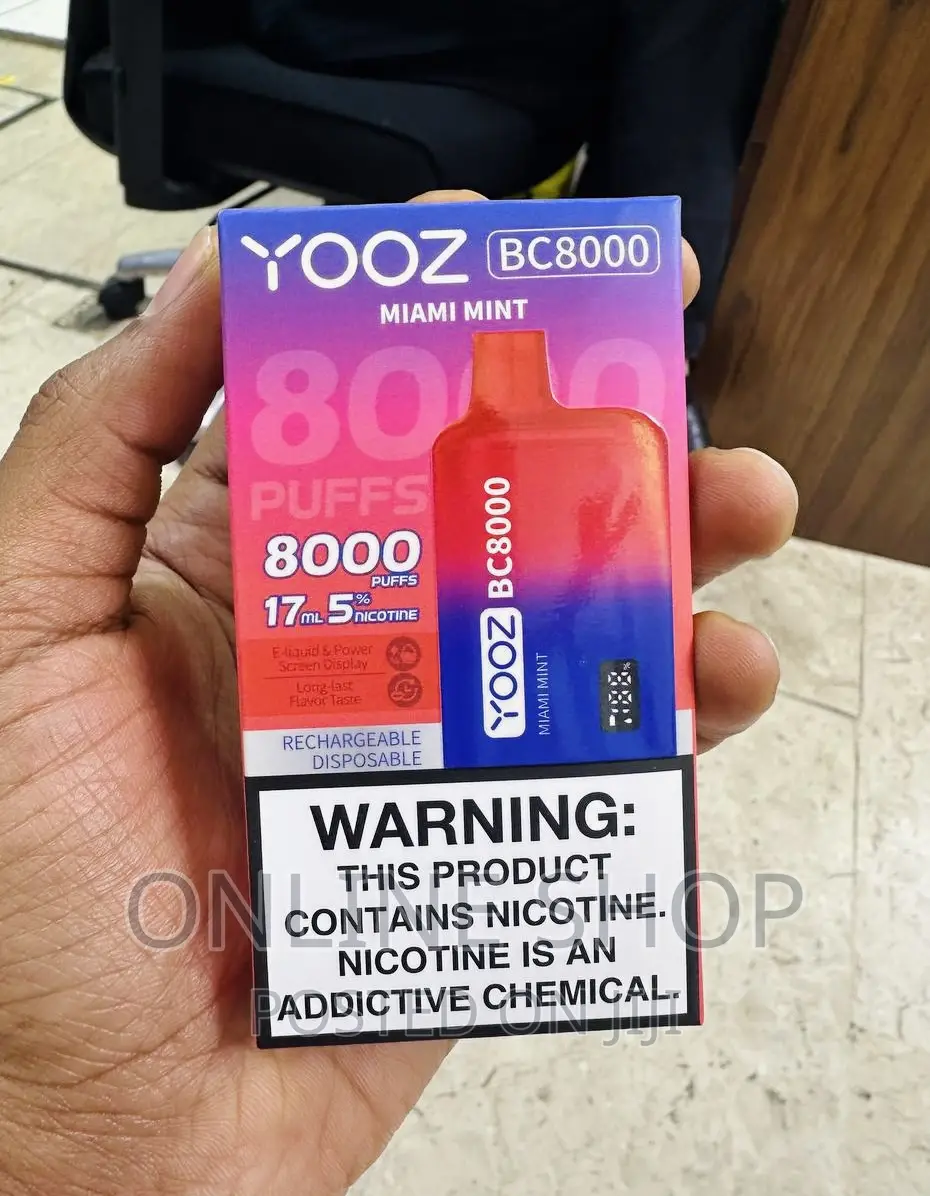 YOOZ BC8000
MIAMI MINT
8000
PUFFS
8000
PUFFS
17ML 5% NICOTINE
E-liquid & Power
Screen Display
Long-last
Flavor Taste
RECHARGEABLE
DISPOSABLE
YOOZ BC8000
MIAMI MINT
WARNING:
THIS PRODUCT
CONTAINS NICOTINE.
NICOTINE IS AN
ADDICTIVE CHEMICAL.
ONLINE SHOP
POSTED ON JIJI